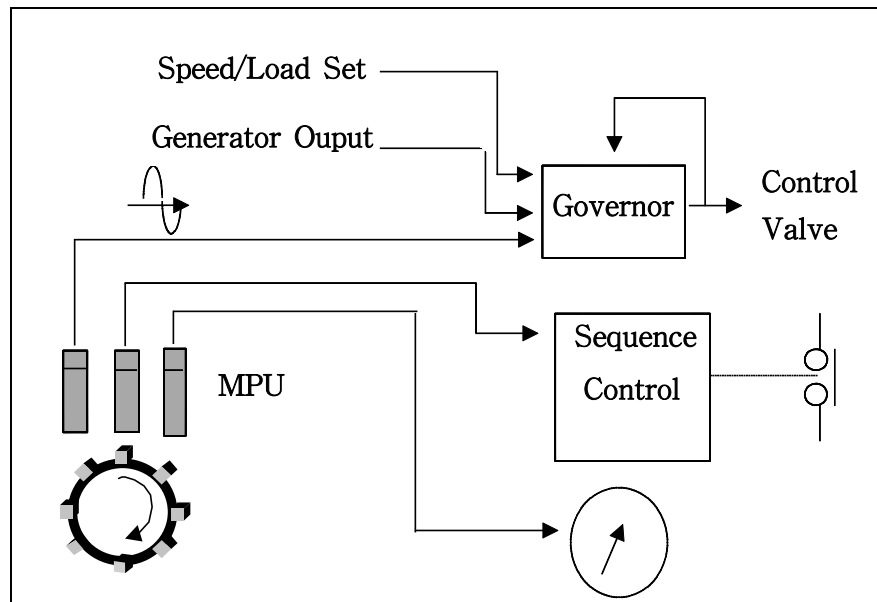 Speed/Load Set
Generator Ouput
Governor
Control
Valve
MPU
Sequence
Control